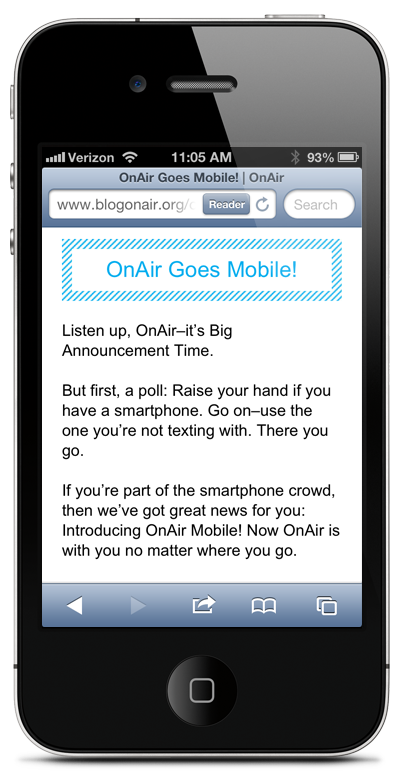 Verizon 11:05 AM 93%
OnAir Goes Mobile! | OnAir
www.blogonair.org/ Reader Search
OnAir Goes Mobile!
Listen up, OnAir–it's Big
Announcement Time.
But first, a poll: Raise your hand if you
have a smartphone. Go on–use the
one you're not texting with. There you
go.
If you're part of the smartphone crowd,
then we've got great news for you:
Introducing OnAir Mobile! Now OnAir is
with you no matter where you go.